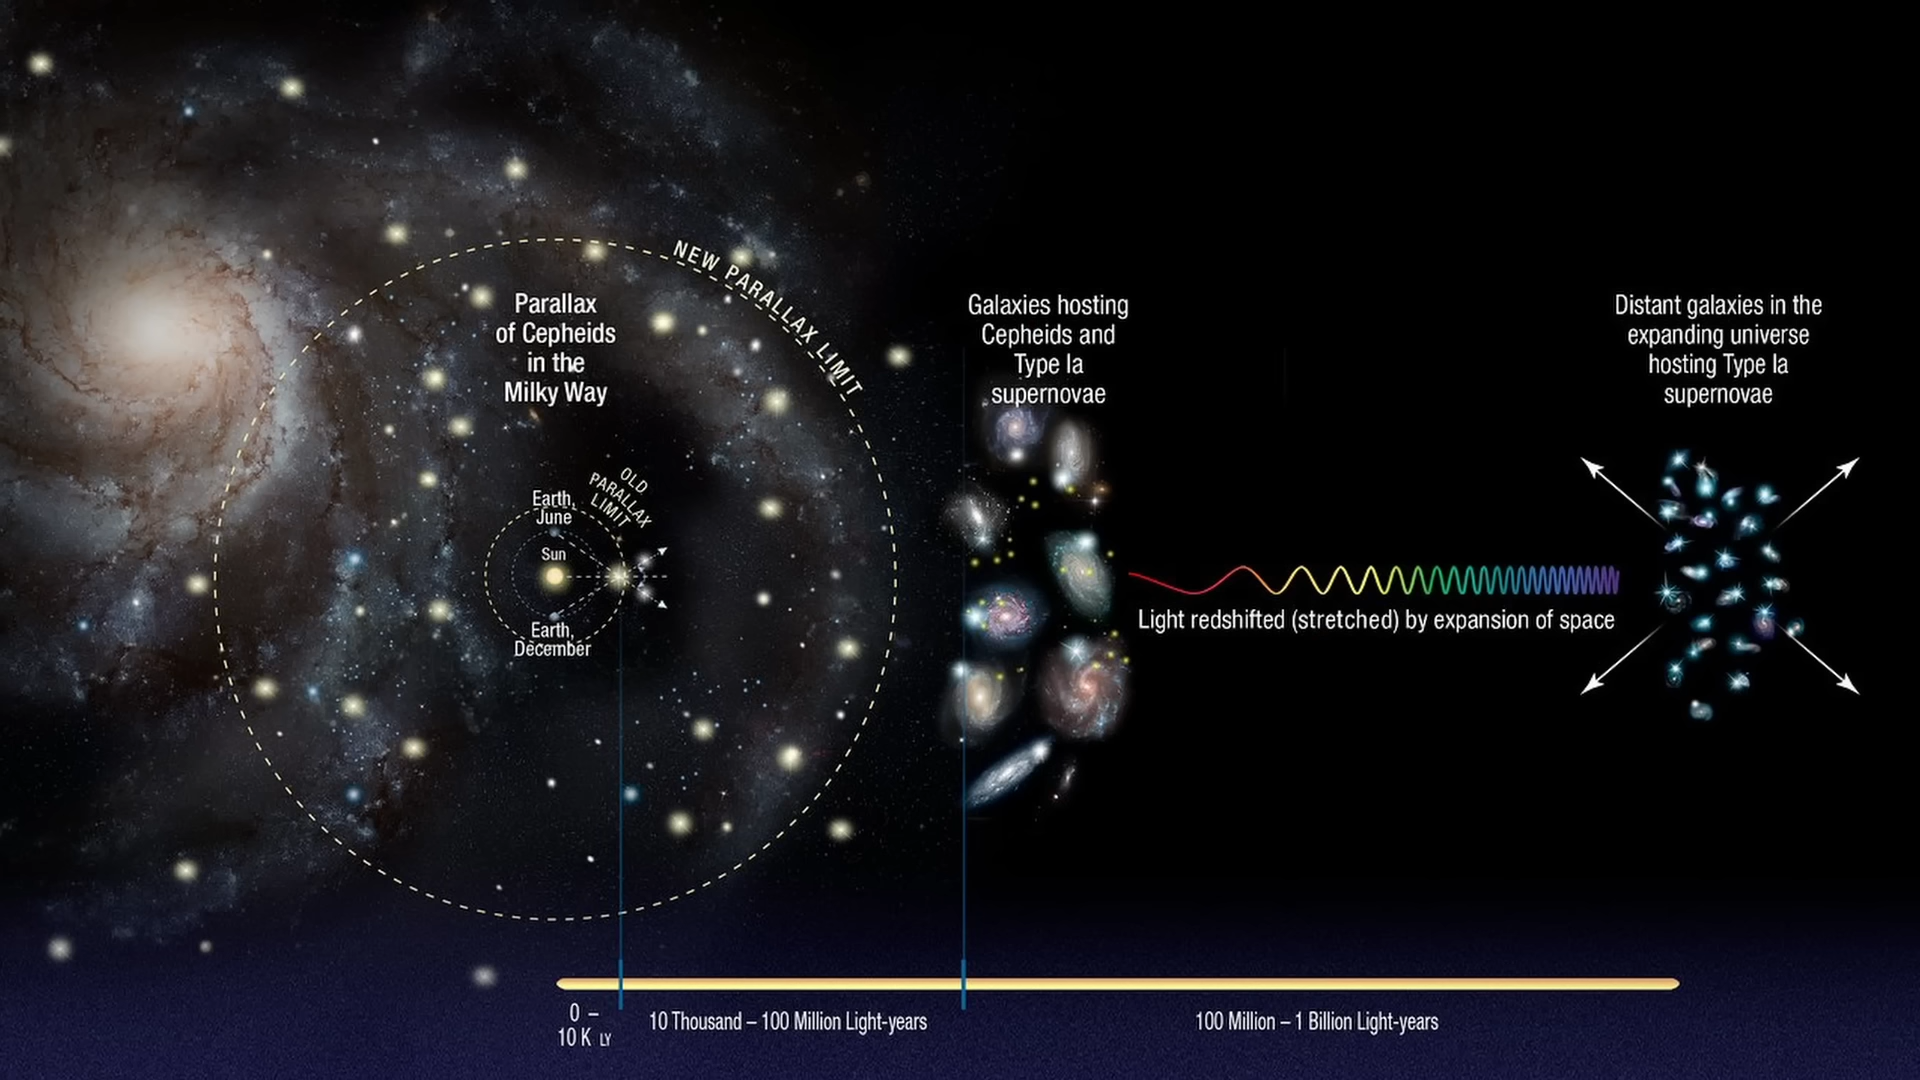 NEW PARALLAX LIMIT
Parallax
of Cepheids
in the
Milky Way
OLD
PARALLAX
LIMIT
Earth,
June
Sun
Earth,
December
Galaxies hosting
Cepheids and
Type Ia
supernovae
Light redshifted (stretched) by expansion of space
Distant galaxies in the
expanding universe
hosting Type Ia
supernovae
0 –
10 K LY
10 Thousand – 100 Million Light-years
100 Million – 1 Billion Light-years